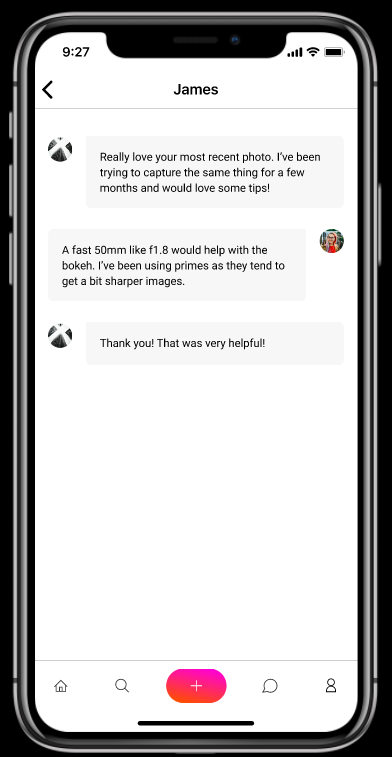 9:27
James
Really love your most recent photo. I’ve been
trying to capture the same thing for a few
months and would love some tips!
A fast 50mm like f1.8 would help with the
bokeh. I’ve been using primes as they tend to
get a bit sharper images.
Thank you! That was very helpful!